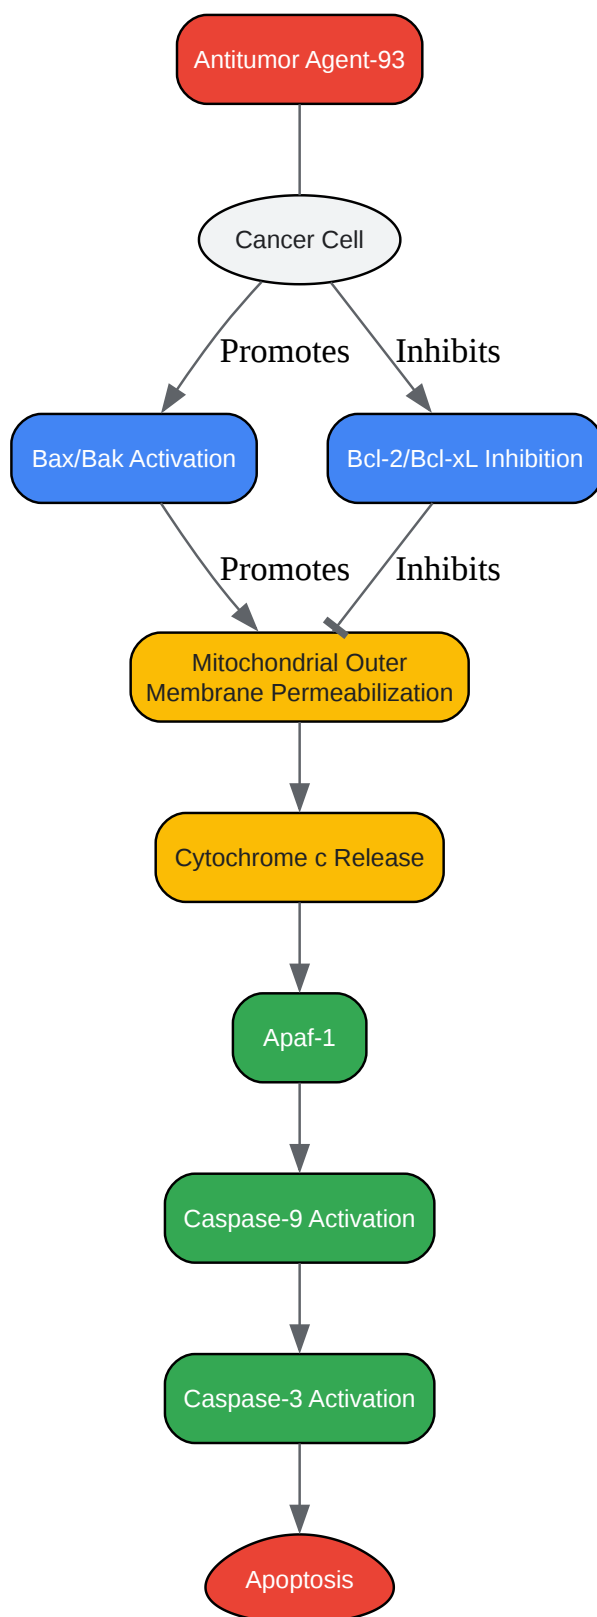 Antitumor Agent-93
Cancer Cell
Promotes
Inhibits
Bax/Bak Activation
Bcl-2/Bcl-xL Inhibition
Promotes
Inhibits
Mitochondrial Outer
Membrane Permeabilization
Cytochrome c Release
Apaf-1
Caspase-9 Activation
Caspase-3 Activation
Apoptosis